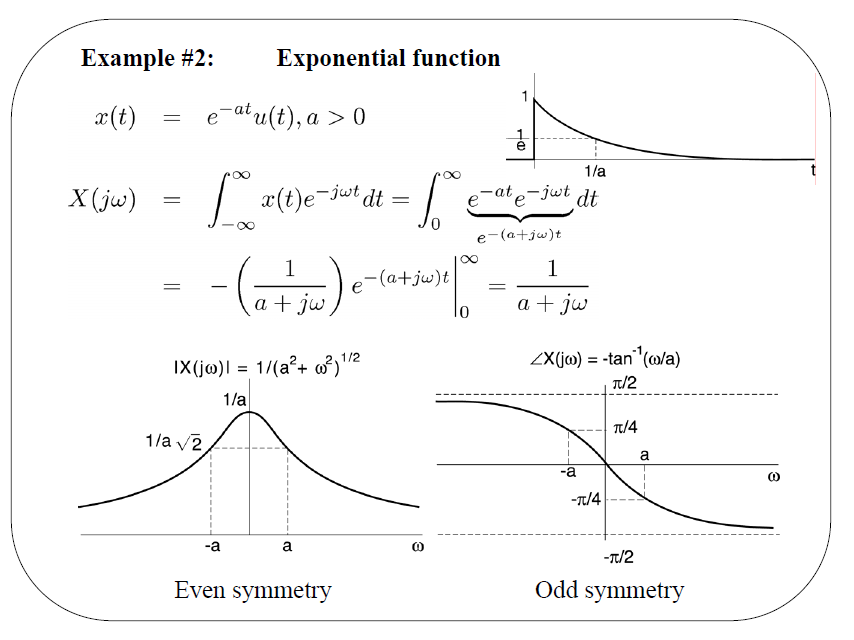 Example #2: Exponential function
x(t) = e^{-at}u(t), a > 0
1
1/e
1/a
t
X(jω) = ∫_{-∞}^{∞} x(t)e^{-jωt}dt = ∫_{0}^{∞} e^{-at}e^{-jωt} dt
e^{-(a+jω)t}
= -(1/(a + jω)) e^{-(a+jω)t}|_{0}^{∞} = 1/(a + jω)
|X(jω)| = 1/(a²+ ω²)^{1/2}
1/a
1/a √2
-a
a
ω
Even symmetry
∠X(jω) = -tan⁻¹(ω/a)
π/2
π/4
a
-a
ω
-π/4
-π/2
Odd symmetry